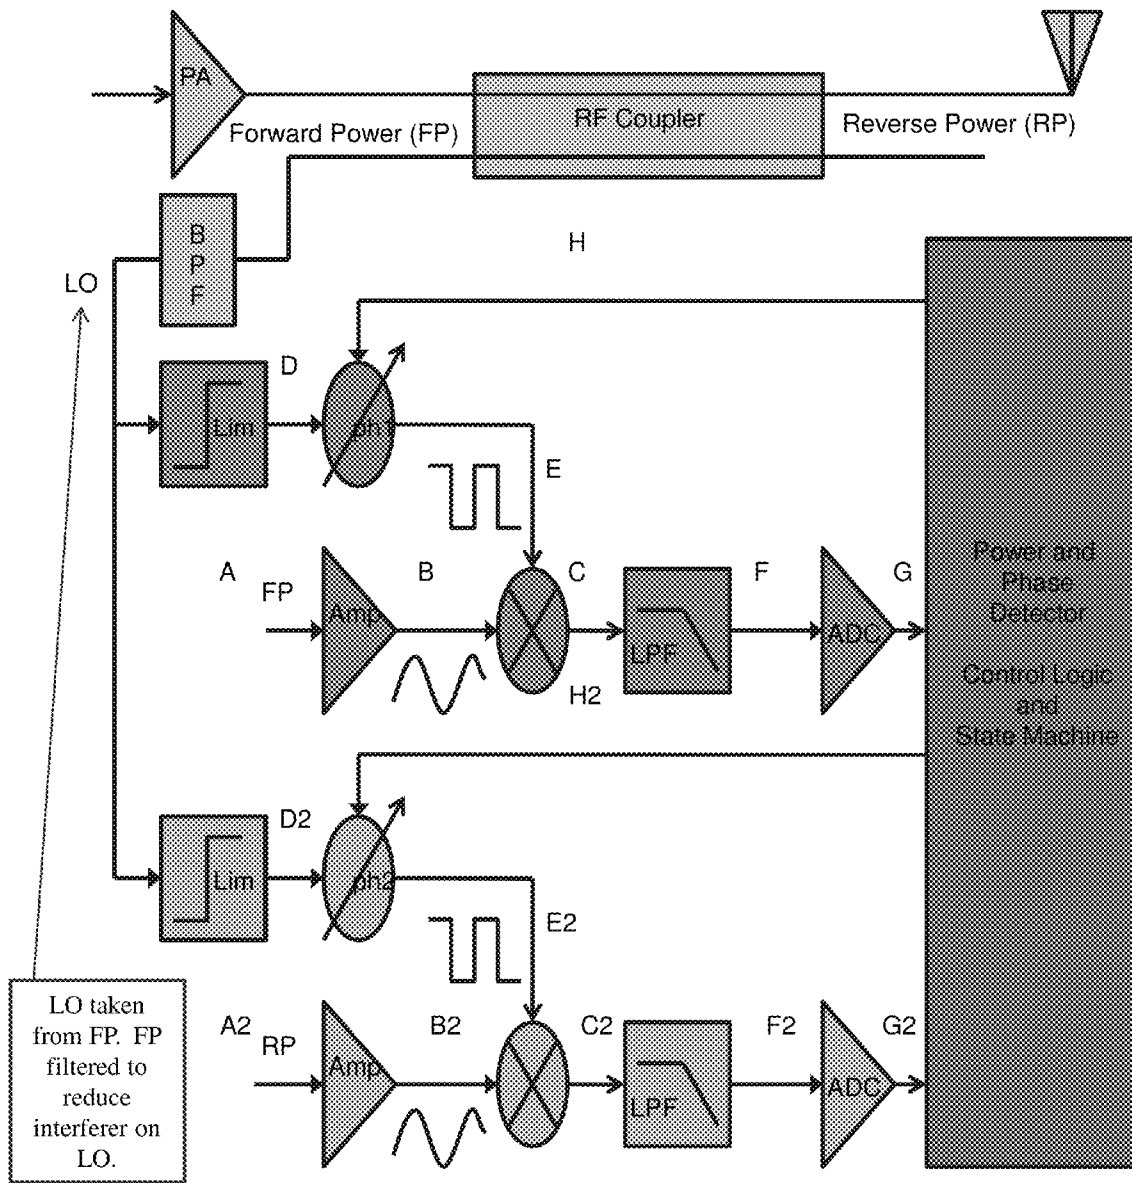 PA
RF Coupler
Forward Power (FP)
Reverse Power (RP)
B
P
F
H
LO
D
Lim
ph1
E
A
FP
Amp
B
C
LPF
F
ADC
G
H2
Power and
Phase
Detector
Control Logic
and
State Machine
D2
Lim
ph2
E2
A2
RP
Amp
B2
C2
LPF
F2
ADC
G2
LO taken
from FP. FP
filtered to
reduce
interferer on
LO.